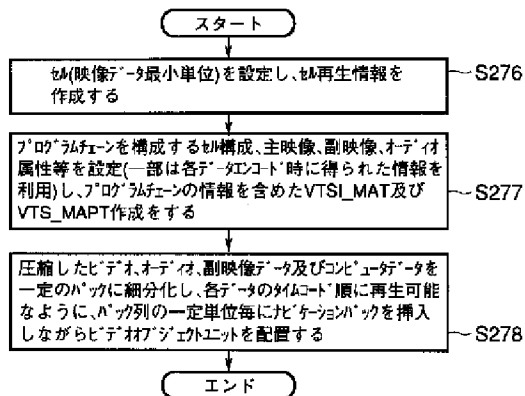 スタート
セル(映像データ最小単位)を設定し、セル再生情報を
作成する
S276
プログラムチェーンを構成するセル構成、主映像、副映像、オーディオ
属性等を設定(一部は各データエンコード時に得られた情報を
利用)し、プログラムチェーンの情報を含めたVTSI_MAT及び
VTS_MAPT作成をする
S277
圧縮したビデオ、オーディオ、副映像データ及びコンピュータデータを
一定のパックに細分化し、各データのタイムコード順に再生可能
なように、パック列の一定単位毎にナビゲーションパックを挿入
しながらビデオオブジェクトユニットを配置する
S278
エンド